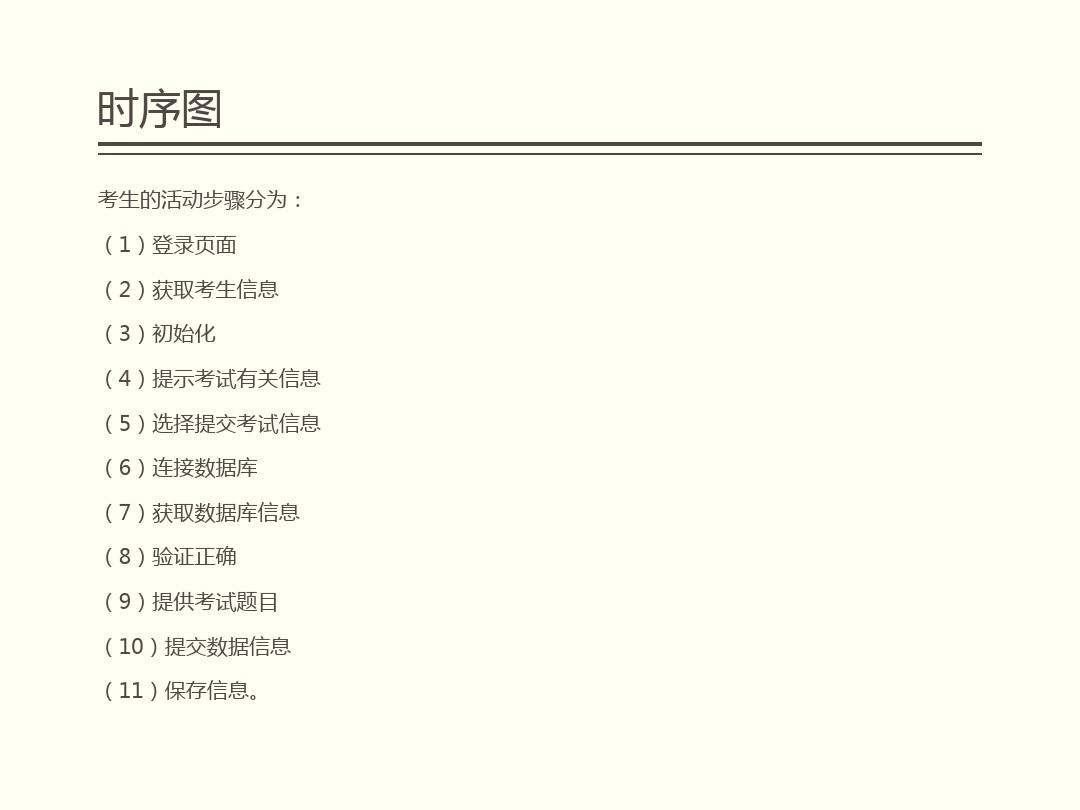 时序图
考生的活动步骤分为：
（1）登录页面
（2）获取考生信息
（3）初始化
（4）提示考试有关信息
（5）选择提交考试信息
（6）连接数据库
（7）获取数据库信息
（8）验证正确
（9）提供考试题目
（10）提交数据信息
（11）保存信息。